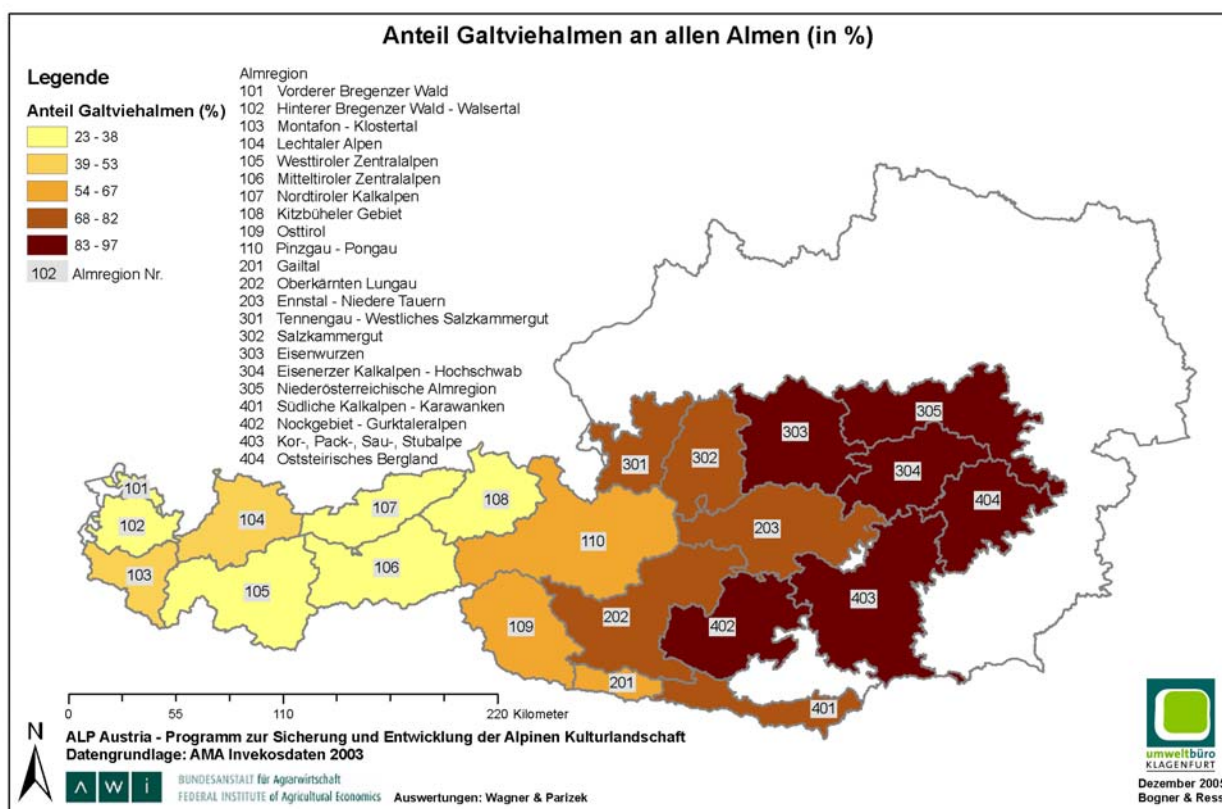 Anteil Galtviehalmen an allen Almen (in %)
Legende
Anteil Galtviehalmen (%)
23 - 38
39 - 53
54 - 67
68 - 82
83 - 97
102 Almregion Nr.
Almregion
101 Vorderer Bregenzer Wald
102 Hinterer Bregenzer Wald - Walsertal
103 Montafon - Klostertal
104 Lechtaler Alpen
105 Westtiroler Zentralalpen
106 Mitteltiroler Zentralalpen
107 Nordtiroler Kalkalpen
108 Kitzbüheler Gebiet
109 Osttirol
110 Pinzgau - Pongau
201 Gailtal
202 Oberkärnten Lungau
203 Ennstal - Niedere Tauern
301 Tennengau - Westliches Salzkammergut
302 Salzkammergut
303 Eisenwurzen
304 Eisenerzer Kalkalpen - Hochschwab
305 Niederösterreichische Almregion
401 Südliche Kalkalpen - Karawanken
402 Nockgebiet - Gurktaleralpen
403 Kor-, Pack-, Sau-, Stubalpe
404 Oststeirisches Bergland
305
303
302
301
304
404
101
107
108
102
104
203
110
106
103
105
403
202
402
109
201
401
0 55 110 220 Kilometer
N
ALP Austria - Programm zur Sicherung und Entwicklung der Alpinen Kulturlandschaft
Datengrundlage: AMA Invekosdaten 2003
AWI
BUNDESANSTALT für Agrarwirtschaft
FEDERAL INSTITUTE of Agricultural Economics
Auswertungen: Wagner & Parizek
umweltbüro
KLAGENFURT
Dezember 2005
Bogner & Ress